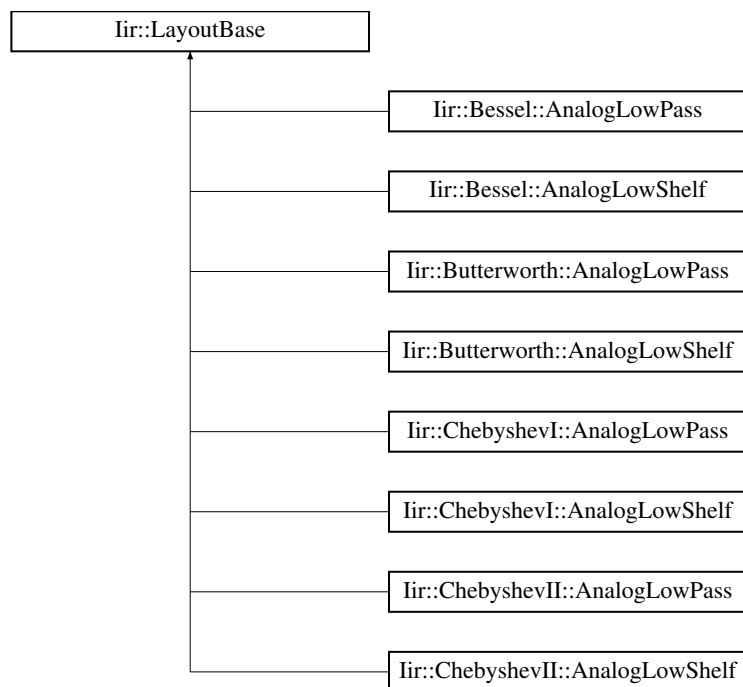 Iir::LayoutBase
Iir::Bessel::AnalogLowPass
Iir::Bessel::AnalogLowShelf
Iir::Butterworth::AnalogLowPass
Iir::Butterworth::AnalogLowShelf
Iir::ChebyshevI::AnalogLowPass
Iir::ChebyshevI::AnalogLowShelf
Iir::ChebyshevII::AnalogLowPass
Iir::ChebyshevII::AnalogLowShelf